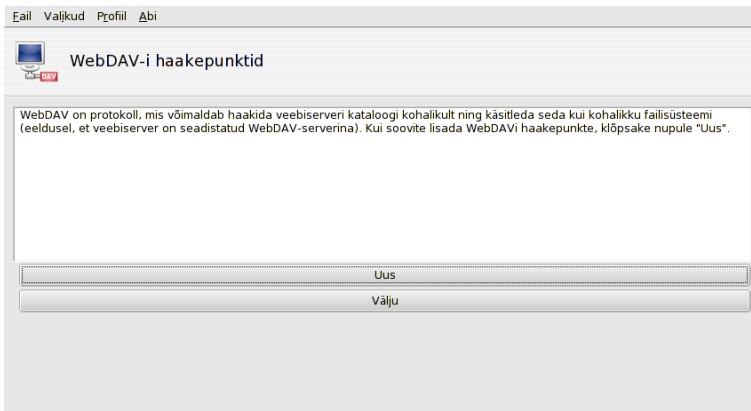 Fail Valikud Profiil Abi
DAV
WebDAV-i haakepunktid
WebDAV on protokoll, mis võimaldab haakida veebiserveri kataloogi kohalikult ning käsitleda seda kui kohalikku failisüsteemi
(eeldusel, et veebiserver on seadistatud WebDAV-serverina). Kui soovite lisada WebDAVi haakepunkte, klõpsake nupule "Uus".
Uus
Välju